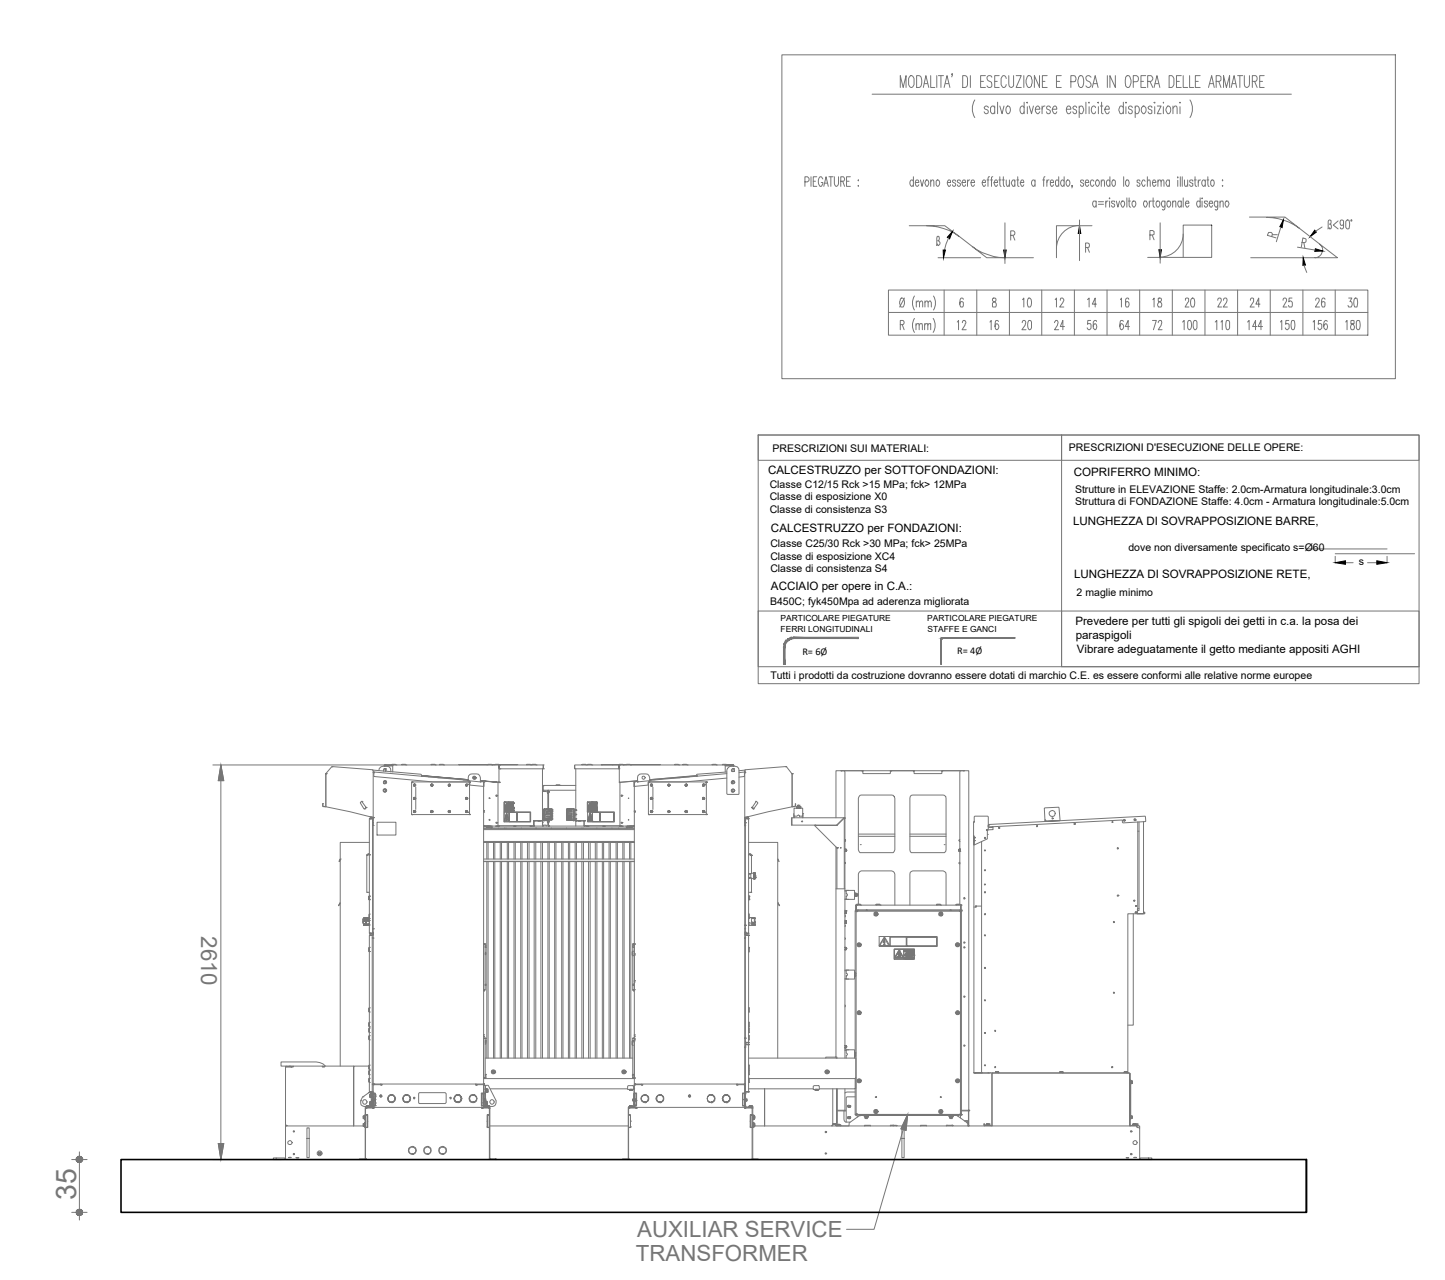 MODALITA' DI ESECUZIONE E POSA IN OPERA DELLE ARMATURE
( salvo diverse esplicite disposizioni )
PIEGATURE :
devono essere effettuate a freddo, secondo lo schema illustrato :
a=risvolto ortogonale disegno
ß R R R R R ß<90°
Ø (mm) 6 8 10 12 14 16 18 20 22 24 25 26 30
R (mm) 12 16 20 24 56 64 72 100 110 144 150 156 180
PRESCRIZIONI SUI MATERIALI:
CALCESTRUZZO per SOTTOFONDAZIONI:
Classe C12/15 Rck >15 MPa; fck> 12MPa
Classe di esposizione X0
Classe di consistenza S3
CALCESTRUZZO per FONDAZIONI:
Classe C25/30 Rck >30 MPa; fck> 25MPa
Classe di esposizione XC4
Classe di consistenza S4
ACCIAIO per opere in C.A.:
B450C; fyk450Mpa ad aderenza migliorata
PARTICOLARE PIEGATURE
FERRI LONGITUDINALI
R= 6Ø
PARTICOLARE PIEGATURE
STAFFE E GANCI
R= 4Ø
PRESCRIZIONI D'ESECUZIONE DELLE OPERE:
COPRIFERRO MINIMO:
Strutture in ELEVAZIONE Staffe: 2.0cm-Armatura longitudinale:3.0cm
Struttura di FONDAZIONE Staffe: 4.0cm - Armatura longitudinale:5.0cm
LUNGHEZZA DI SOVRAPPOSIZIONE BARRE,
dove non diversamente specificato s=Ø60
s
LUNGHEZZA DI SOVRAPPOSIZIONE RETE,
2 maglie minimo
Prevedere per tutti gli spigoli dei getti in c.a. la posa dei
paraspigoli
Vibrare adeguatamente il getto mediante appositi AGHI
Tutti i prodotti da costruzione dovranno essere dotati di marchio C.E. es essere conformi alle relative norme europee
2610
35
AUXILIAR SERVICE
TRANSFORMER